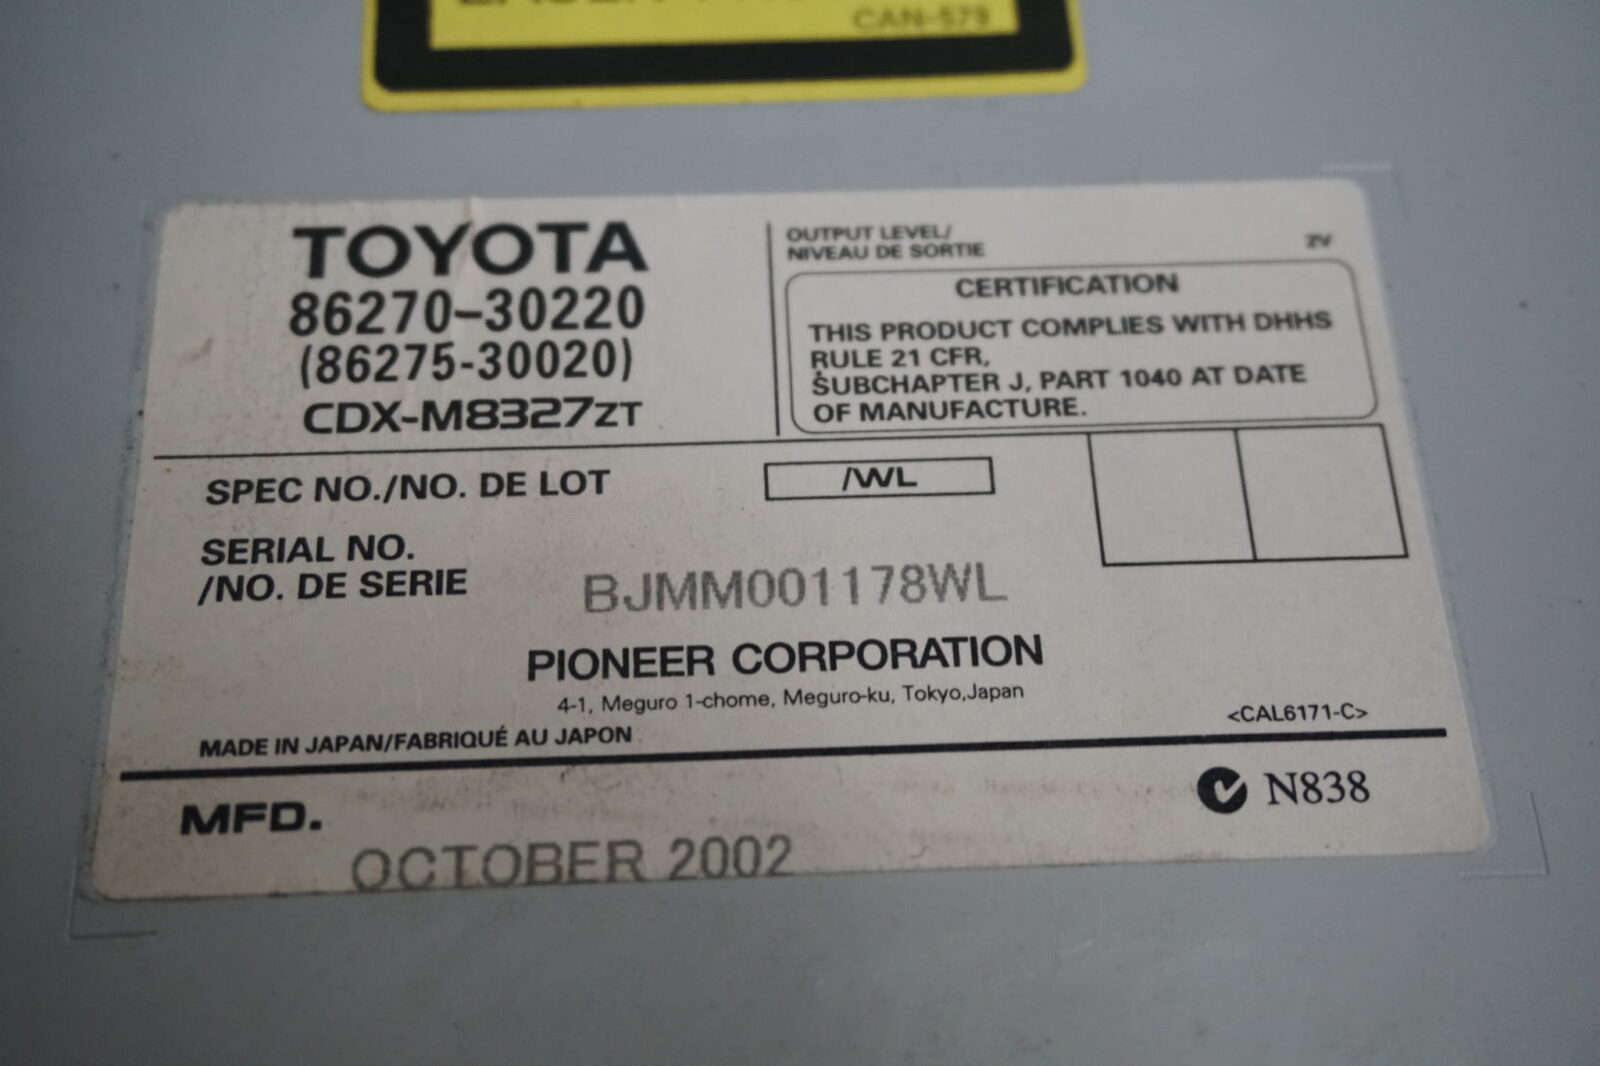 CAN-579
TOYOTA
86270-30220
(86275-30020)
CDX-M8327ZT
OUTPUT LEVEL/
NIVEAU DE SORTIE
2V
CERTIFICATION
THIS PRODUCT COMPLIES WITH DHHS
RULE 21 CFR,
SUBCHAPTER J, PART 1040 AT DATE
OF MANUFACTURE.
SPEC NO./NO. DE LOT
/WL
SERIAL NO.
/NO. DE SERIE
BJMM001178WL
PIONEER CORPORATION
4-1, Meguro 1-chome, Meguro-ku, Tokyo,Japan
<CAL6171-C>
MADE IN JAPAN/FABRIQUÉ AU JAPON
N838
MFD.
OCTOBER 2002